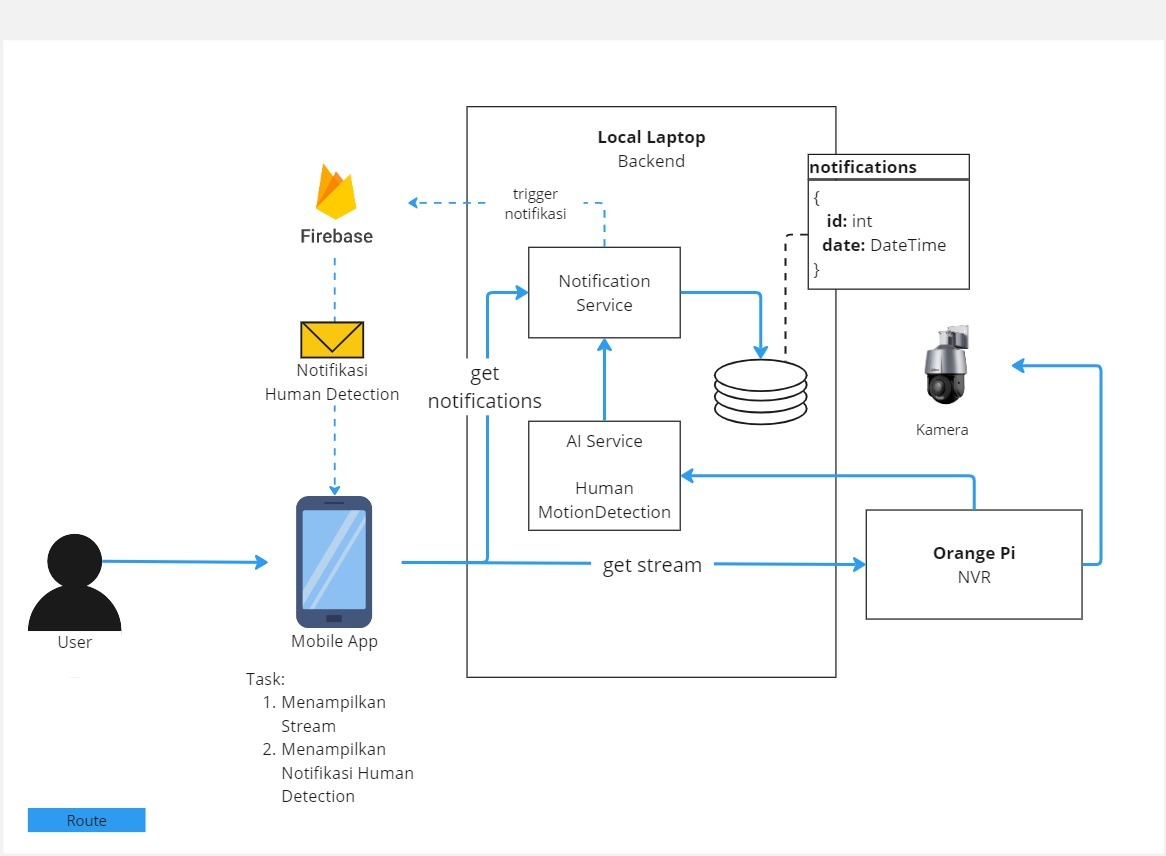 Local Laptop
Backend
notifications
{
id: int
date: DateTime
}
trigger
notifikasi
Firebase
Notification
Service
Notifikasi
Human Detection
get
notifications
AI Service
Human
MotionDetection
Kamera
Orange Pi
NVR
get stream
User
Mobile App
Task:
1. Menampilkan
Stream
2. Menampilkan
Notifikasi Human
Detection
Route